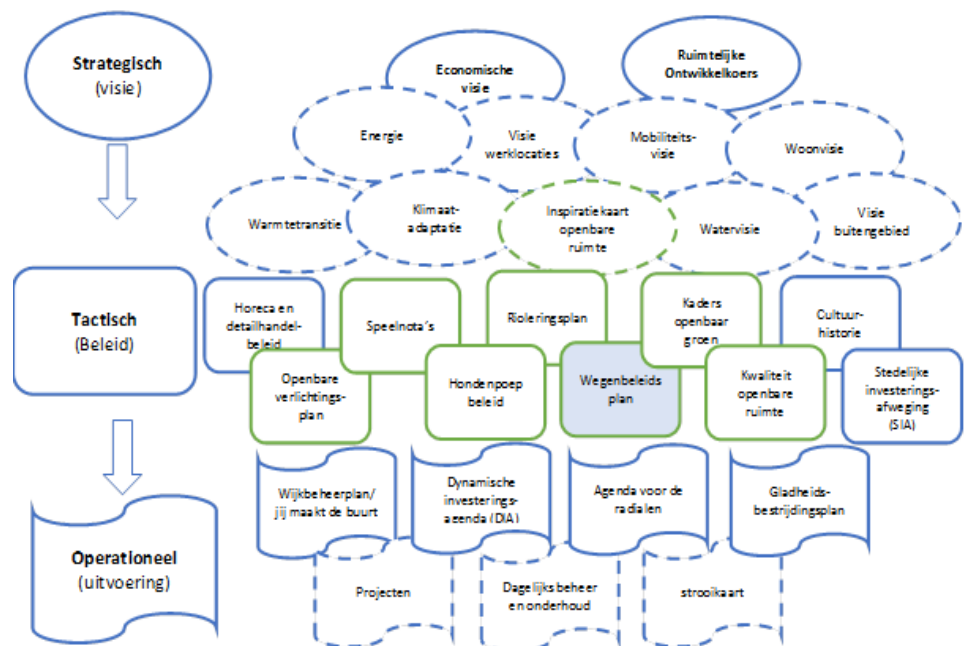 Strategisch
(visie)
Economische
visie
Ruimtelijke
Ontwikkelkoers
Energie
Visie
werklocaties
Mobiliteits-
visie
Woonvisie
Warmtetransitie
Klimaat-
adaptatie
Inspiratiekaart
openbare
ruimte
Watervisie
Visie
buitengebied
Tactisch
(Beleid)
Horeca en
detailhandel-
beleid
Speelnota's
Rioleringsplan
Kaders
openbaar
groen
Cultuur-
historie
Openbare
verlichtings-
plan
Hondenpoep
beleid
Wegenbeleids
plan
Kwaliteit
openbare
ruimte
Stedelijke
investerings-
afweging
(SIA)
Operationeel
(uitvoering)
Wijkbeheerplan/
jij maakt de buurt
Dynamische
investerings-
agenda (DIA)
Agenda voor de
radialen
Gladheids-
bestrijdingsplan
Projecten
Dagelijks beheer
en onderhoud
strooikaart